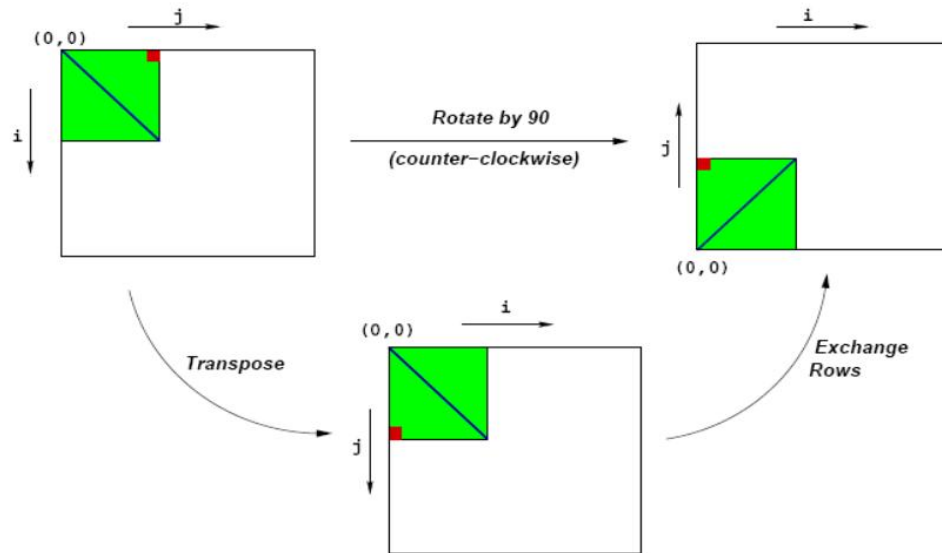 j
(0,0)
i
Rotate by 90
(counter-clockwise)
i
j
(0,0)
Transpose
i
(0,0)
j
Exchange
Rows